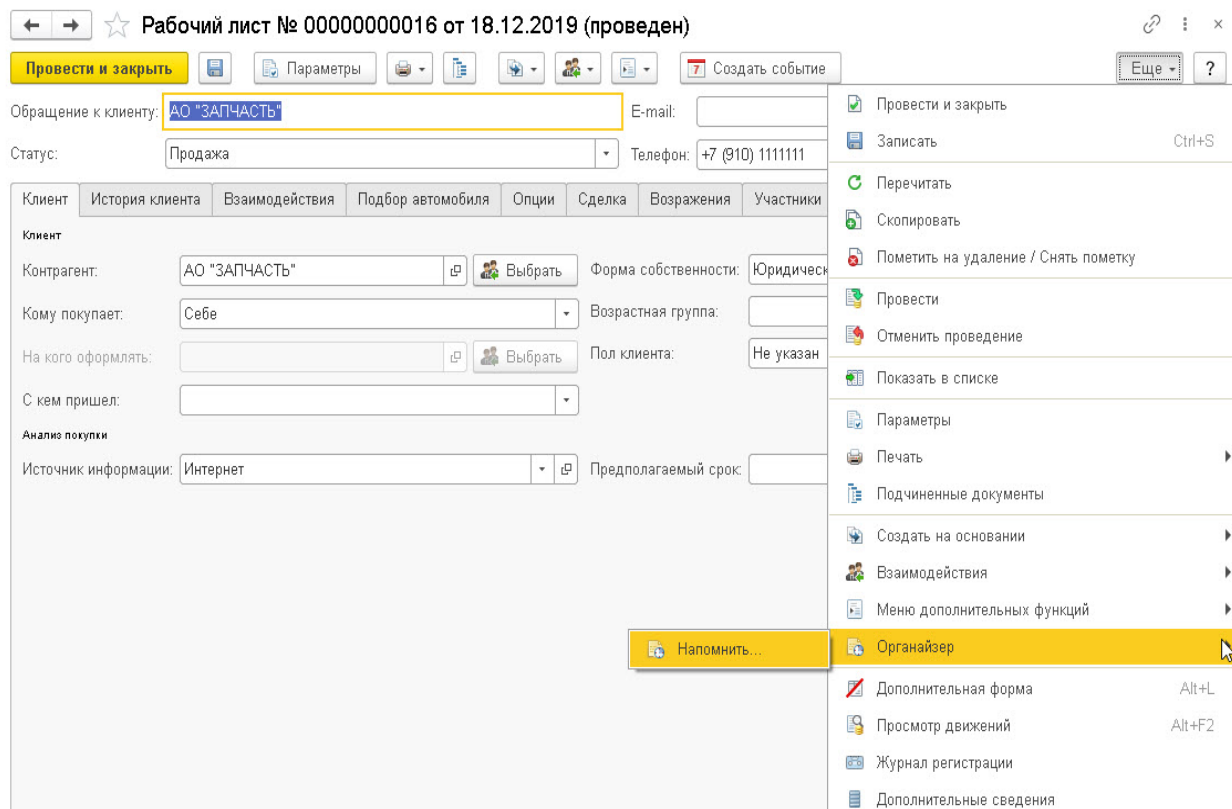 Рабочий лист № 00000000016 от 18.12.2019 (проведен)
Провести и закрыть Параметры 7 Создать событие Еще ?
Обращение к клиенту: АО "ЗАПЧАСТЬ" E-mail:
Статус: Продажа Телефон: +7 (910) 1111111
Клиент История клиента Взаимодействия Подбор автомобиля Опции Сделка Возражения Участники
Клиент
Контрагент: АО "ЗАПЧАСТЬ" Выбрать Форма собственности: Юридическ
Кому покупает: Себе Возрастная группа:
На кого оформлять: Выбрать Пол клиента: Не указан
С кем пришел:
Анализ покупки
Источник информации: Интернет Предполагаемый срок:
Провести и закрыть
Записать Ctrl+S
Перечитать
Скопировать
Пометить на удаление / Снять пометку
Провести
Отменить проведение
Показать в списке
Параметры
Печать
Подчиненные документы
Создать на основании
Взаимодействия
Меню дополнительных функций
Органайзер
Напомнить...
Дополнительная форма Alt+L
Просмотр движений Alt+F2
Журнал регистрации
Дополнительные сведения